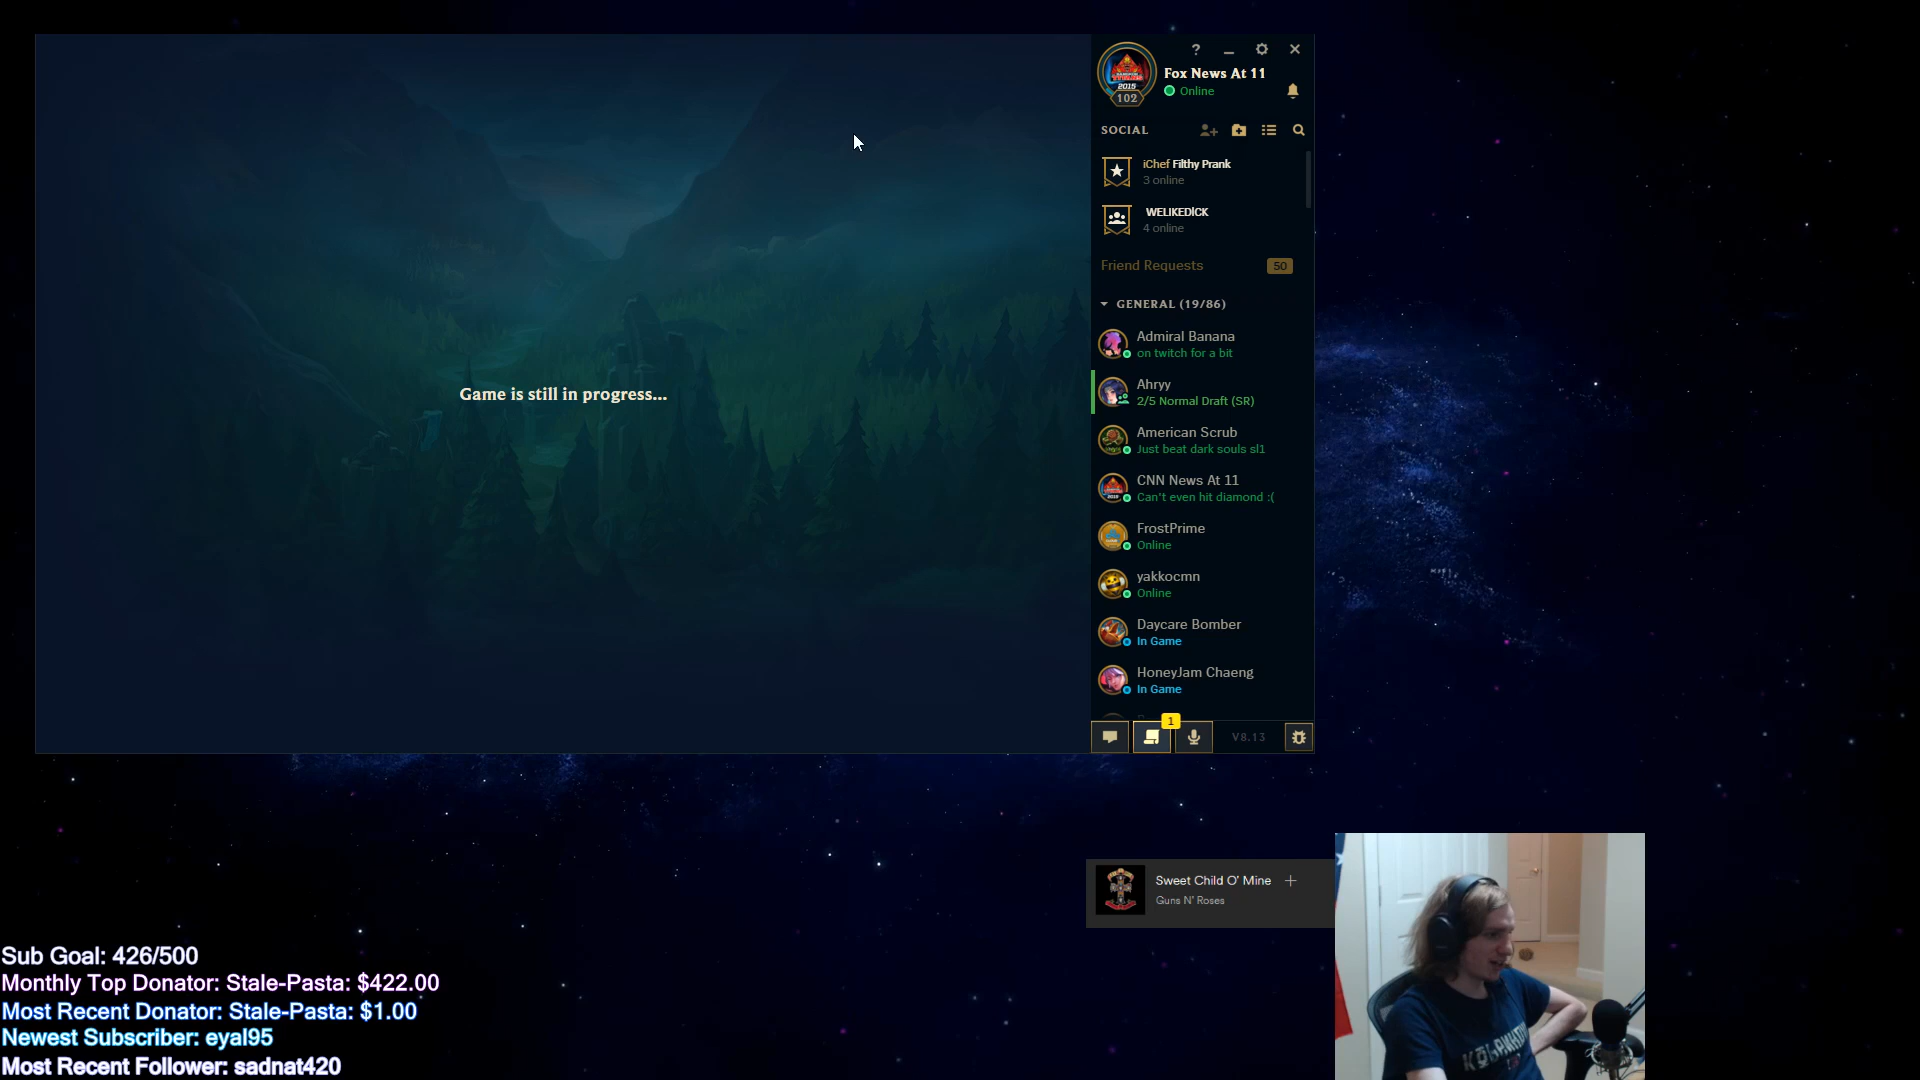 Fox News At 11
Online
2015
102
SOCIAL
iChef Filthy Prank
3 online
WELIKEDICK
4 online
Friend Requests
50
GENERAL (19/86)
Admiral Banana
on twitch for a bit
Ahryy
2/5 Normal Draft (SR)
American Scrub
Just beat dark souls sl1
CNN News At 11
Can't even hit diamond :(
FrostPrime
Online
yakkocmn
Online
Daycare Bomber
In Game
HoneyJam Chaeng
In Game
1
V8.13
Game is still in progress...
Sweet Child O' Mine
Guns N' Roses
Sub Goal: 426/500
Monthly Top Donator: Stale-Pasta: $422.00
Most Recent Donator: Stale-Pasta: $1.00
Newest Subscriber: eyal95
Most Recent Follower: sadnat420